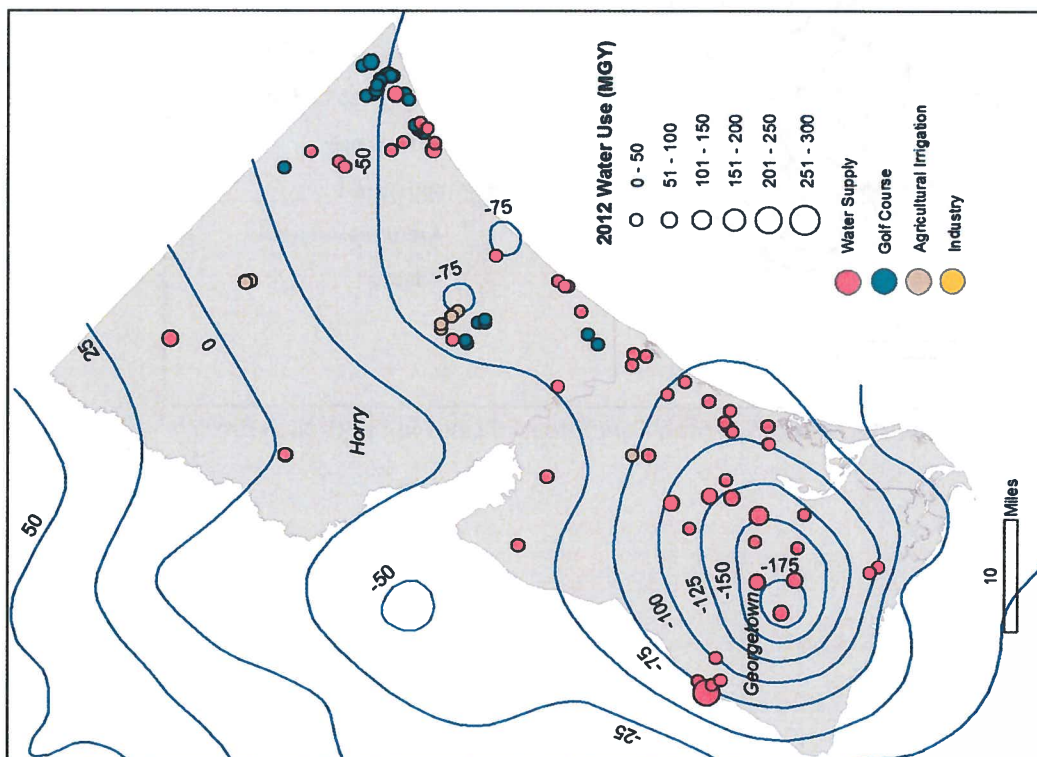 50
25
0
-50
-75
-75
-50
-100
-125
-150
-175
-75
-25
Horry
Georgetown
2012 Water Use (MGY)
0 - 50
51 - 100
101 - 150
151 - 200
201 - 250
251 - 300
Water Supply
Golf Course
Agricultural Irrigation
Industry
10
Miles